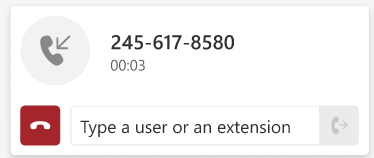 245-617-8580
00:03
Type a user or an extension